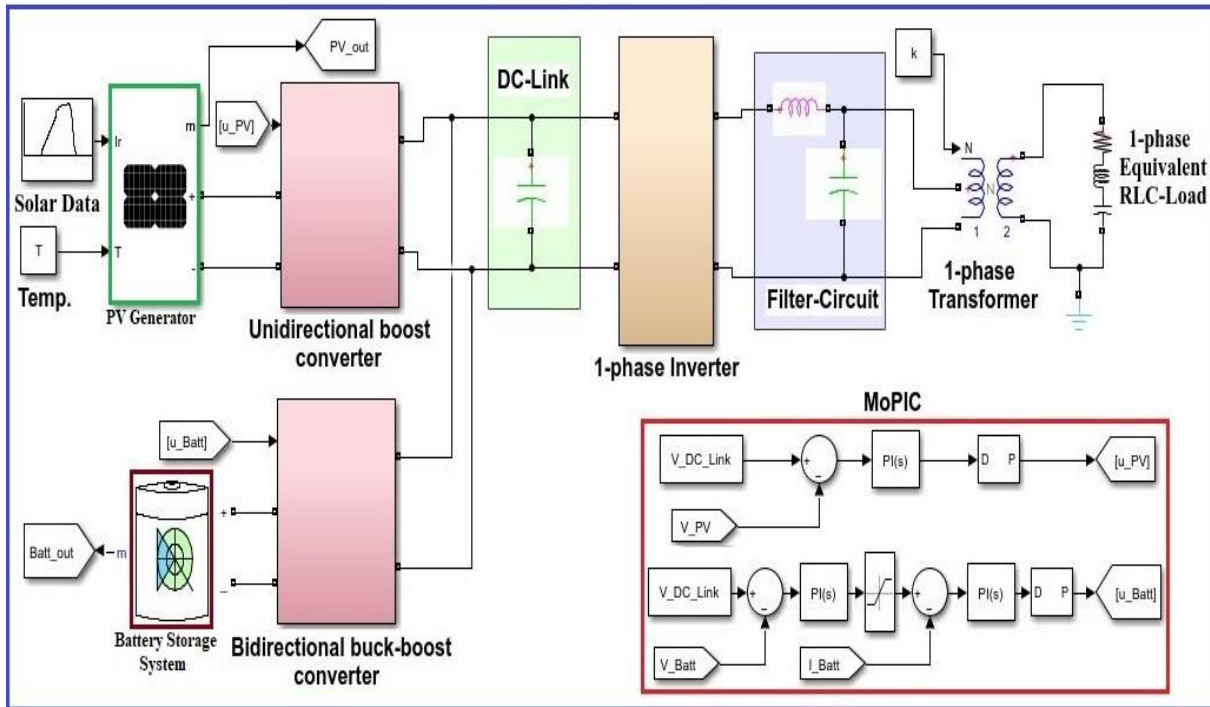 PV_out
k
DC-Link
[u_PV]
Ir
m
Solar Data
+
N
+
+
N
1-phase
Equivalent
RLC-Load
T
T
-
1 2
Temp.
PV Generator
Unidirectional boost
converter
1-phase Inverter
Filter-Circuit
1-phase
Transformer
MoPIC
[u_Batt]
V_DC_Link
+
-
PI(s)
D P
[u_PV]
V_PV
+
Batt_out
m
-
V_DC_Link
+
-
PI(s)
+
-
PI(s)
D P
[u_Batt]
Battery Storage
System
Bidirectional buck-boost
converter
V_Batt
I_Batt